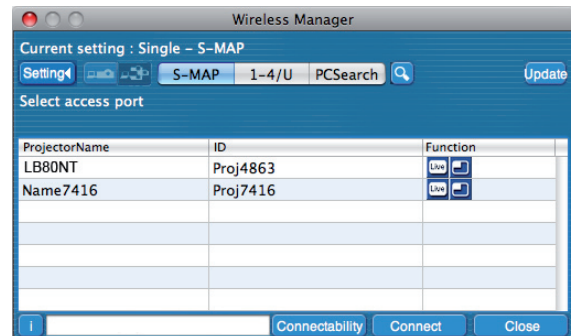 Wireless Manager
Current setting : Single – S-MAP
Setting S-MAP 1-4/U PCSearch Update
Select access port
ProjectorName ID Function
LB80NT Proj4863 Live
Name7416 Proj7416 Live
i Connectability Connect Close